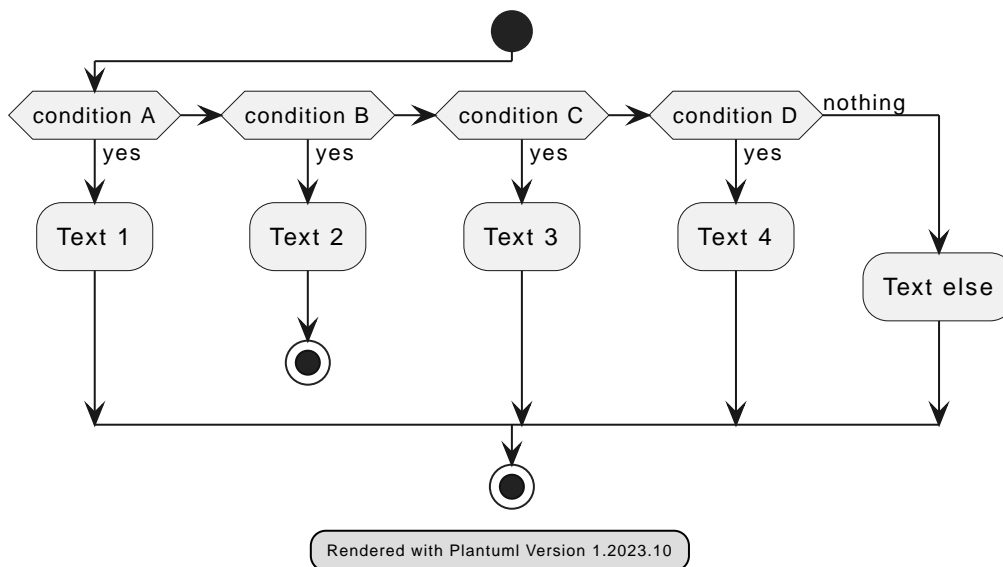 condition A
condition B
condition C
condition D
nothing
yes
yes
yes
yes
Text 1
Text 2
Text 3
Text 4
Text else
Rendered with Plantuml Version 1.2023.10